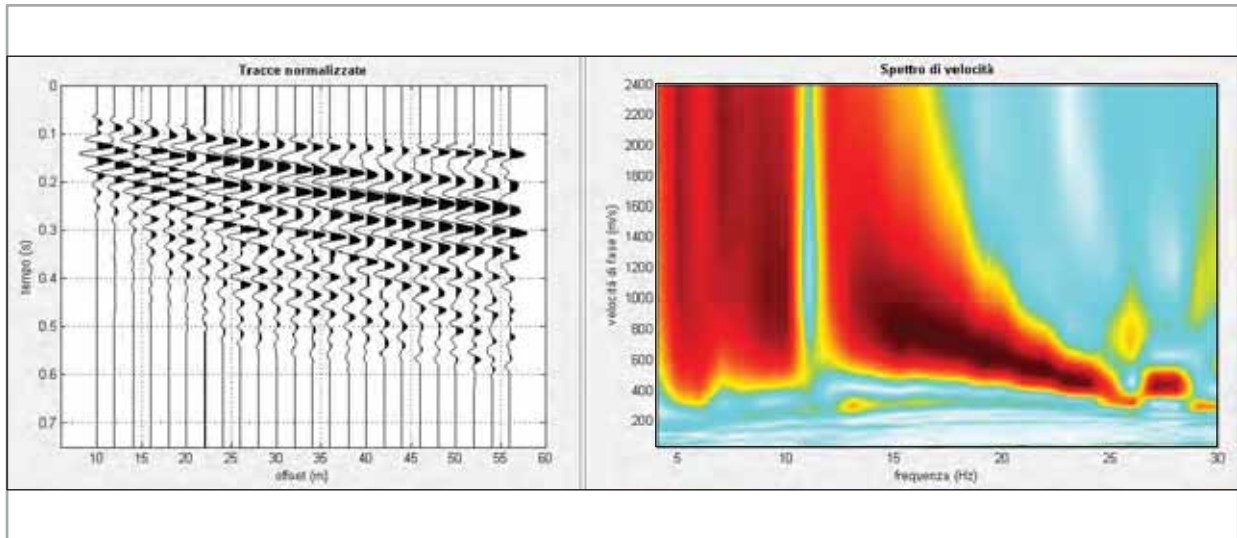 Tracce normalizzate
0
0.1
0.2
0.3
0.4
0.5
0.6
0.7
tempo (s)
10 15 20 25 30 35 40 45 50 55 60
offset (m)
Spettro di velocità
2400
2200
2000
1800
1600
1400
1200
1000
800
600
400
200
velocità di fase (m/s)
5 10 15 20 25 30
frequenza (Hz)